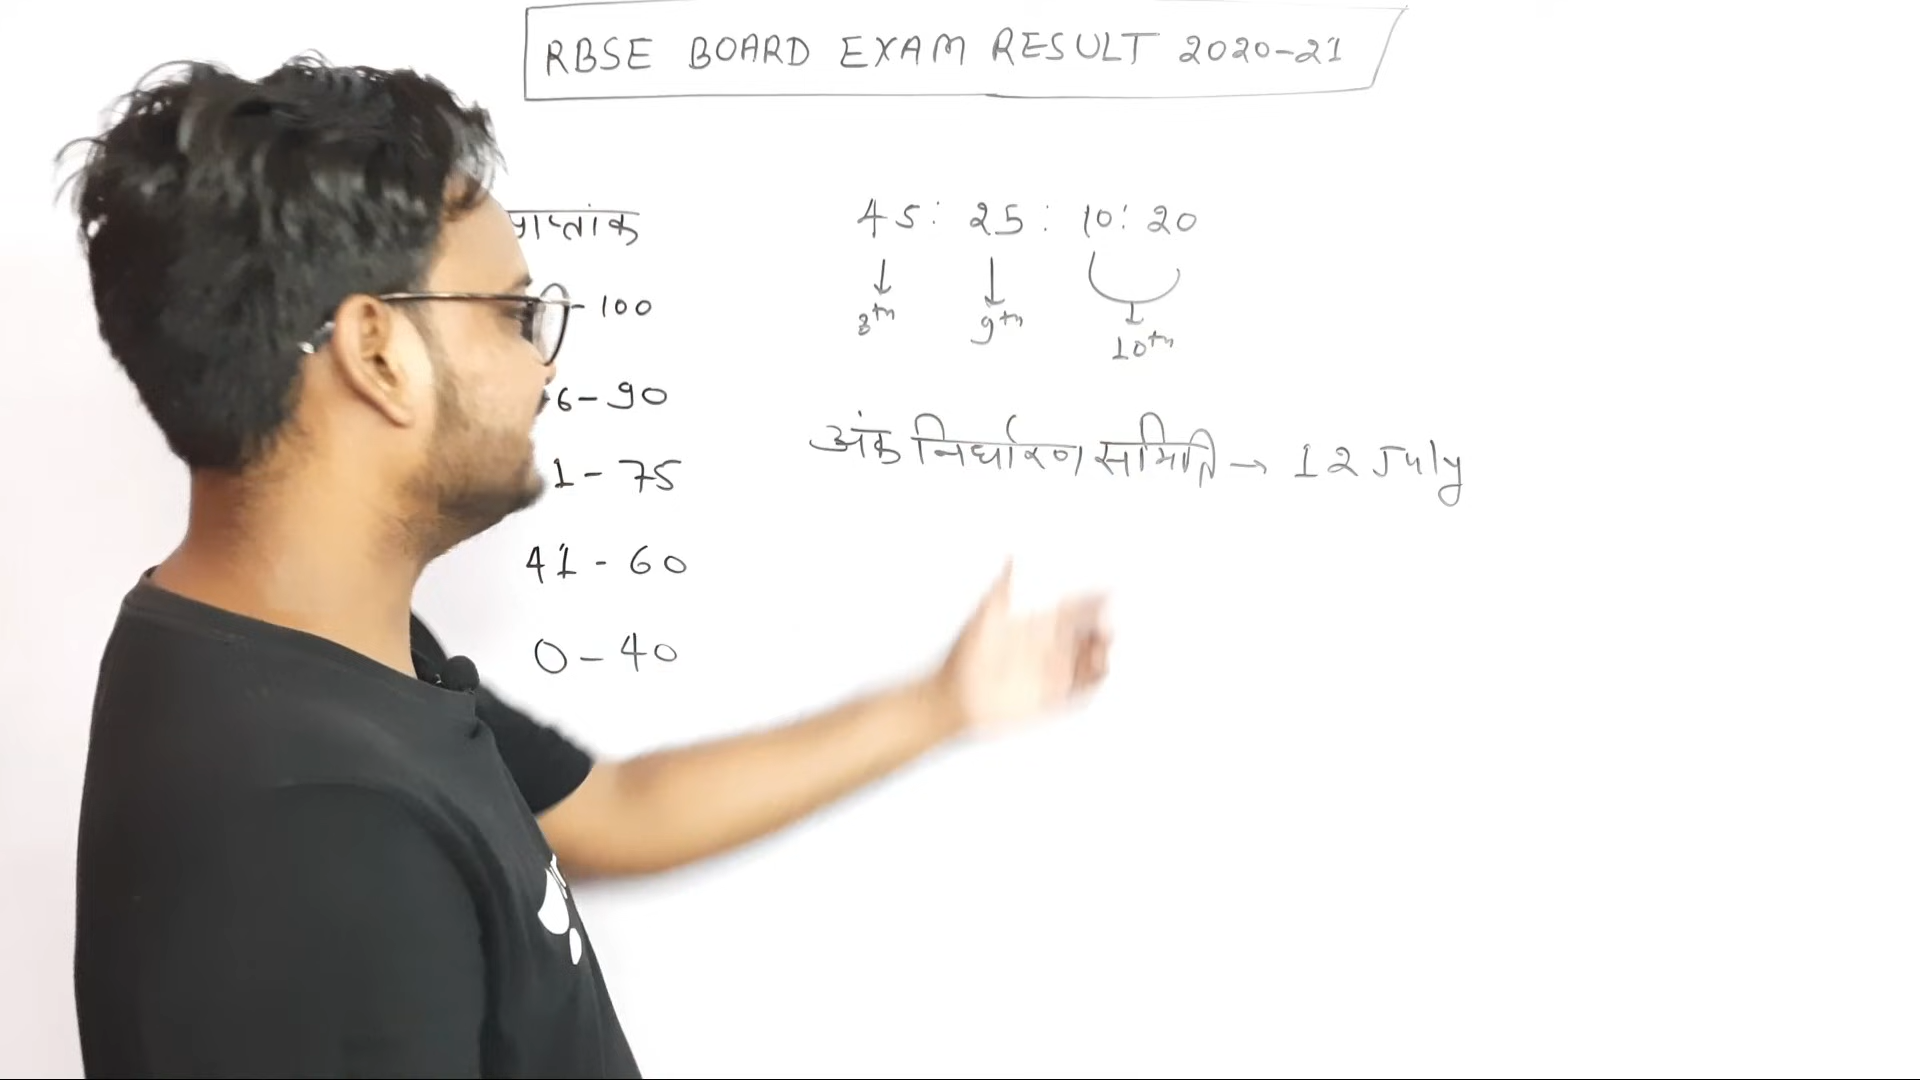 RBSE BOARD EXAM RESULT 2020-21
प्राप्तांक
- 100
6-90
1-75
41-60
0-40
45: 25: 10: 20
8th 9th 10th
अंक निर्धारण समिति → 12 July